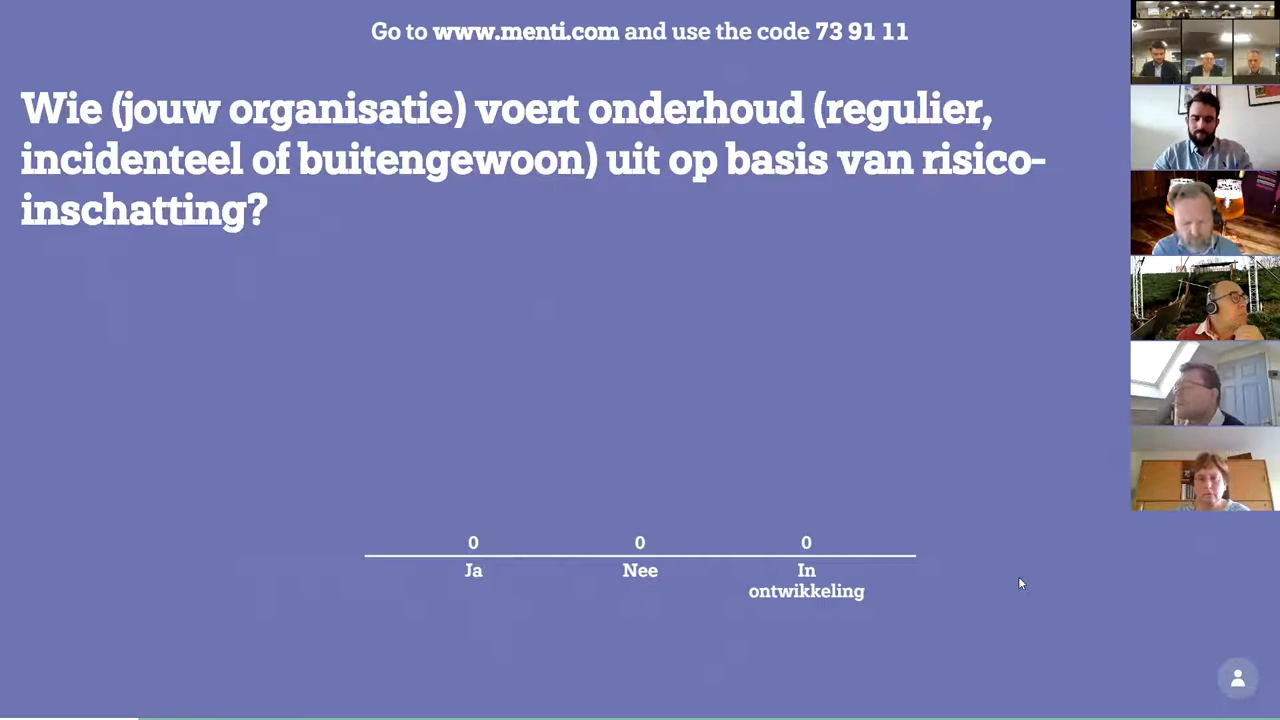 Go to www.menti.com and use the code 73 91 11
Wie (jouw organisatie) voert onderhoud (regulier,
incidenteel of buitengewoon) uit op basis van risico-
inschatting?
0
0
0
Ja
Nee
In
ontwikkeling